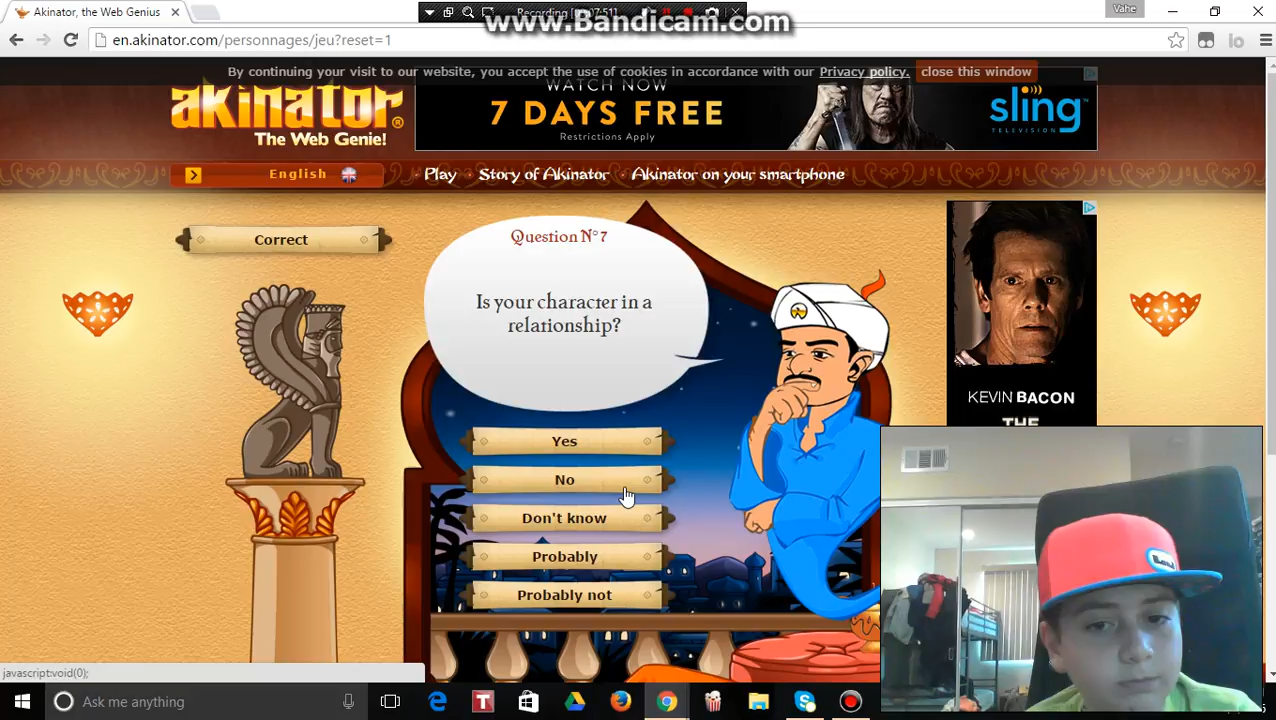 Akinator, the Web Genius
Recording
www.Bandicam.com
Vahe
en.akinator.com/personnages/jeu?reset=1
By continuing your visit to our website, you accept the use of cookies in accordance with our Privacy policy. close this window
akinator
The Web Genie!
WATCH NOW
7 DAYS FREE
Restrictions Apply
sling
TELEVISION
English
Play
Story of Akinator
Akinator on your smartphone
Correct
Question N°7
Is your character in a
relationship?
Yes
No
Don't know
Probably
Probably not
KEVIN BACON
THE
javascript:void(0);
Ask me anything